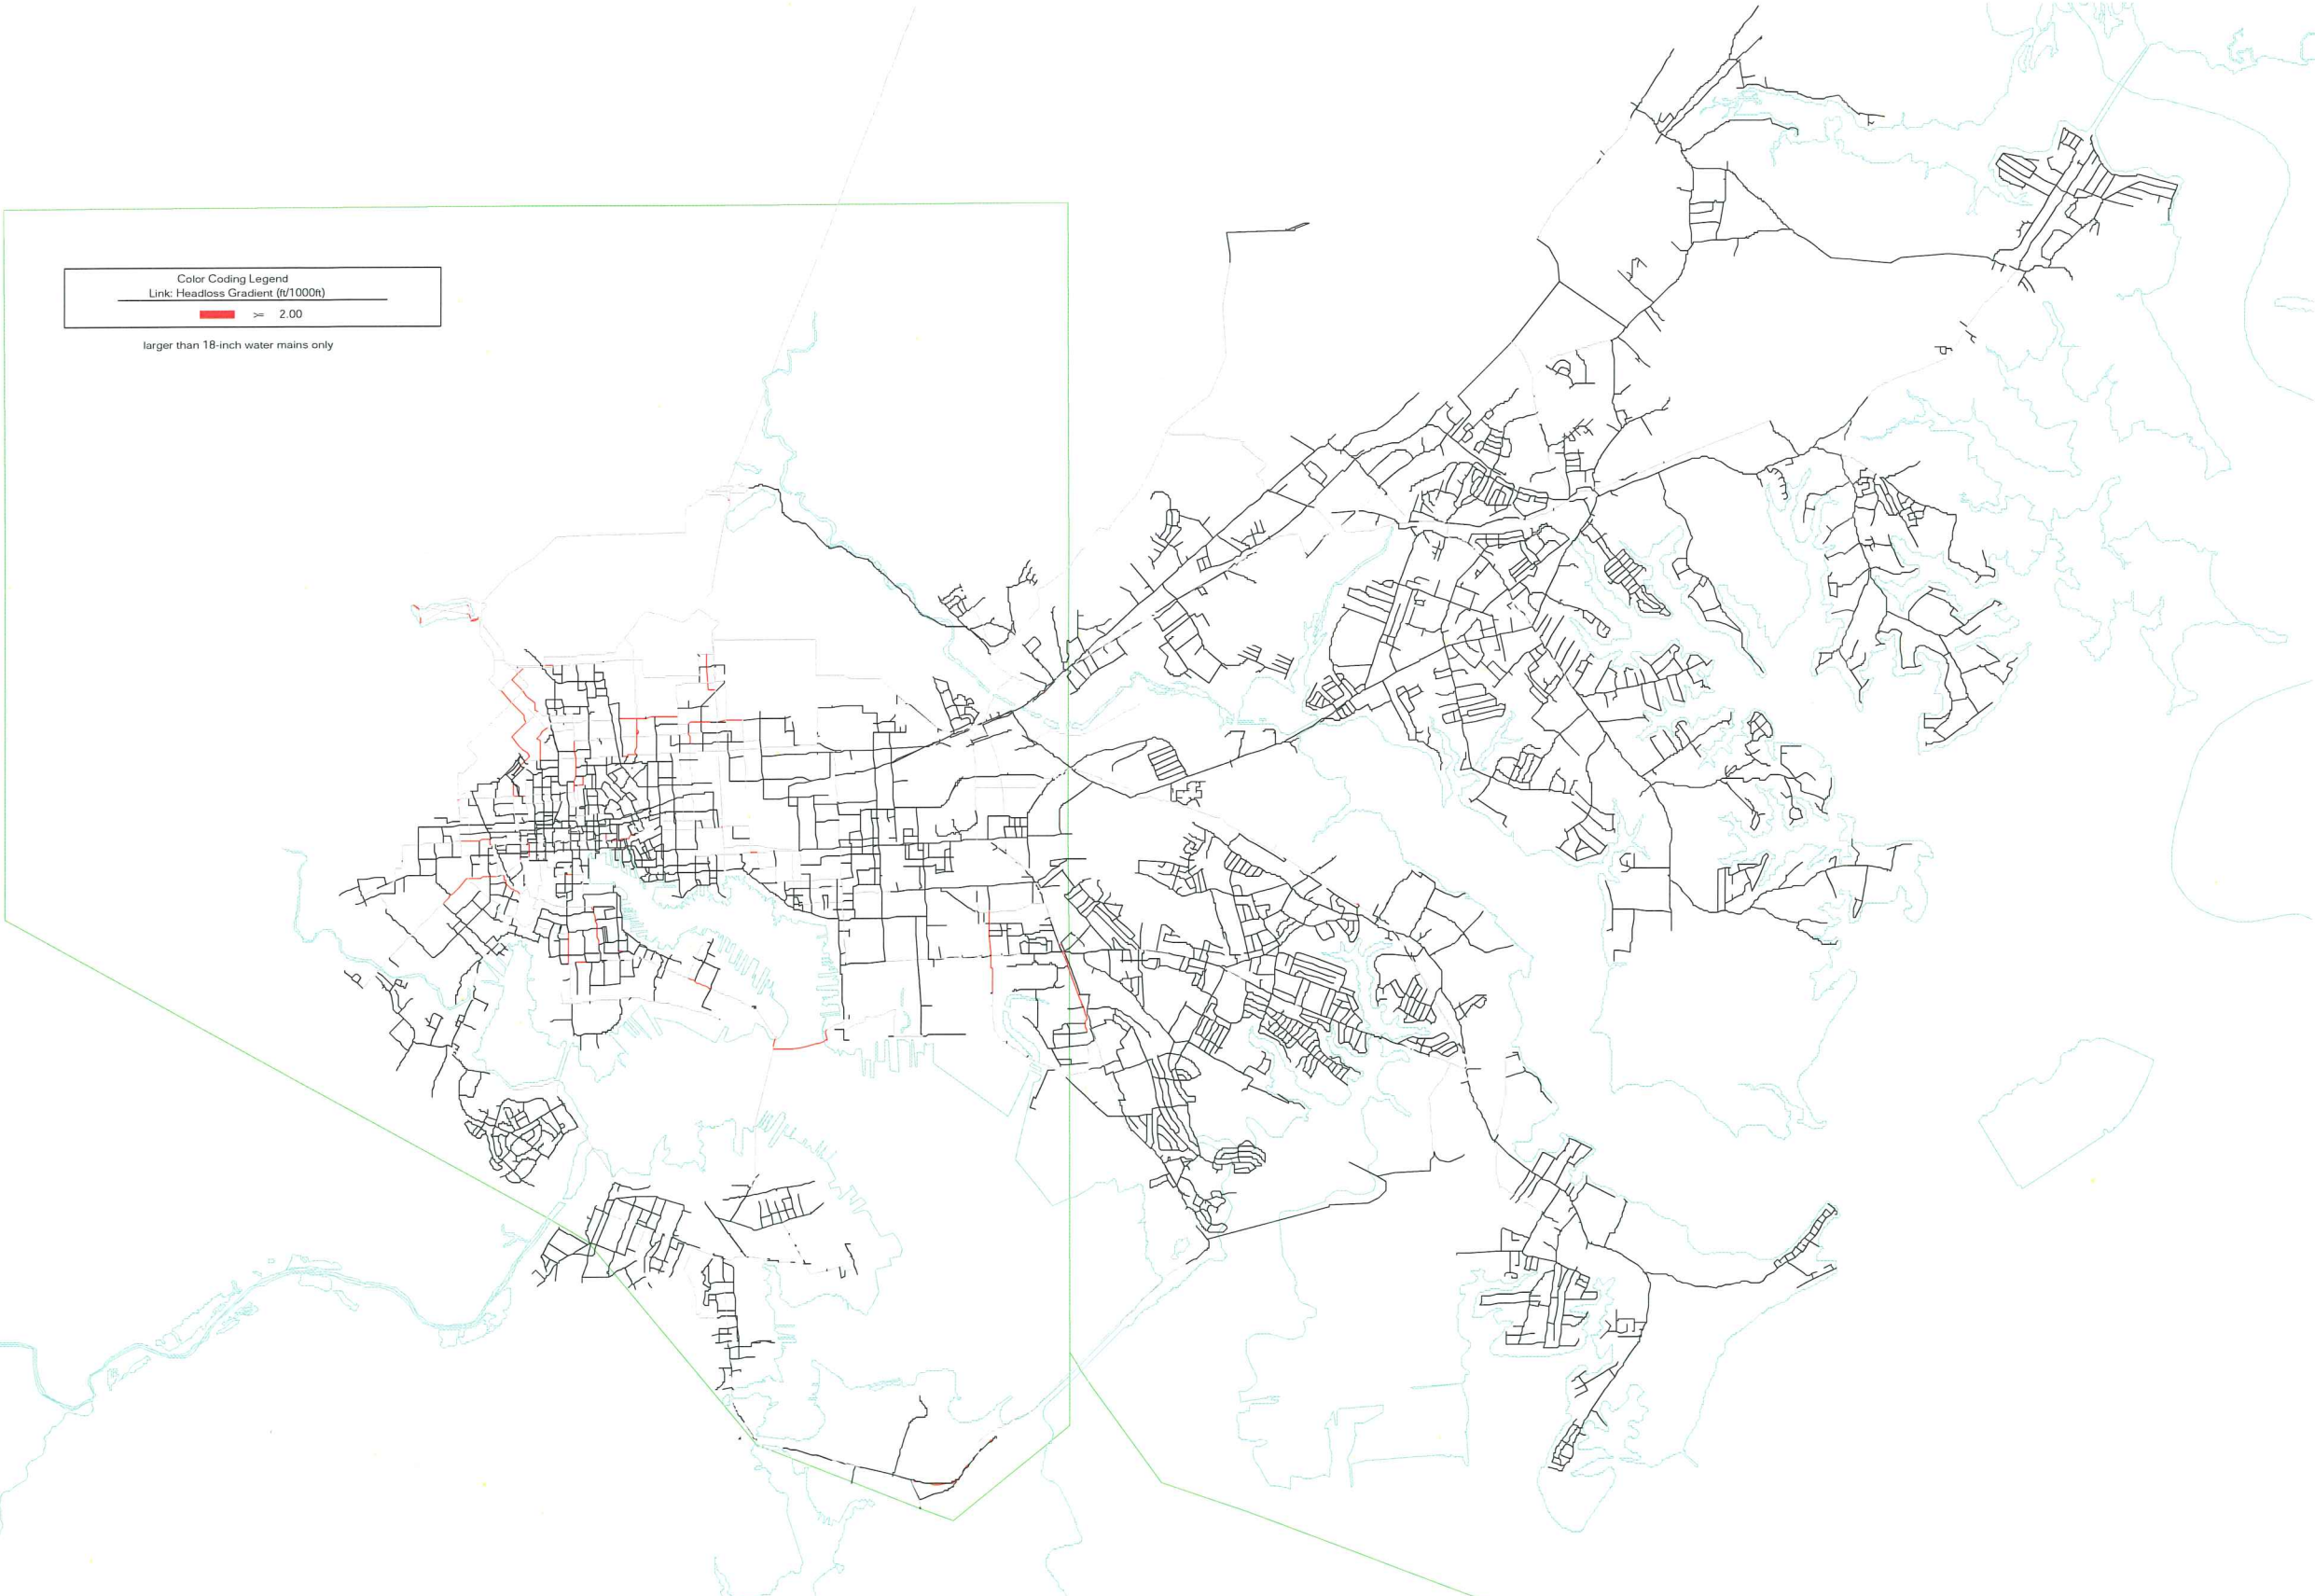 Color Coding Legend
Link: Headloss Gradient (ft/1000ft)
>= 2.00
larger than 18-inch water mains only